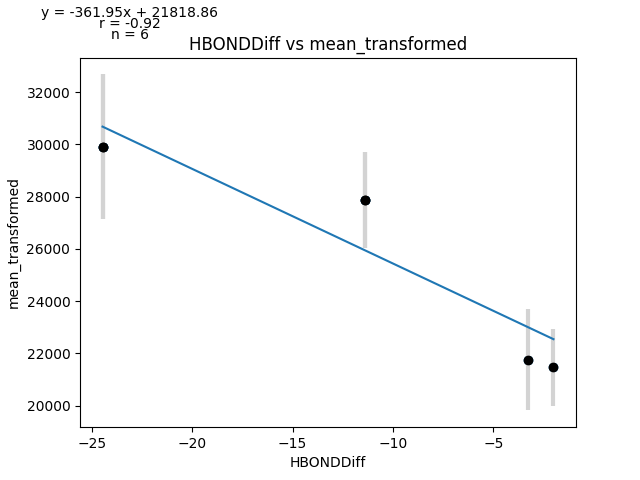 y = -361.95x + 21818.86
r = -0.92
n = 6
HBONDDiff vs mean_transformed
mean_transformed
32000
30000
28000
26000
24000
22000
20000
−25
−20
−15
−10
−5
HBONDDiff